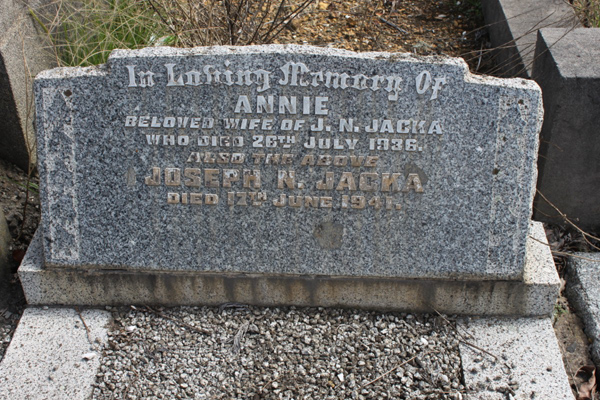 In Loving Memory Of
ANNIE
BELOVED WIFE OF J. N. JACKA
WHO DIED 26TH JULY 1936.
ALSO THE ABOVE
JOSEPH N. JACKA
DIED 17TH JUNE 1941.